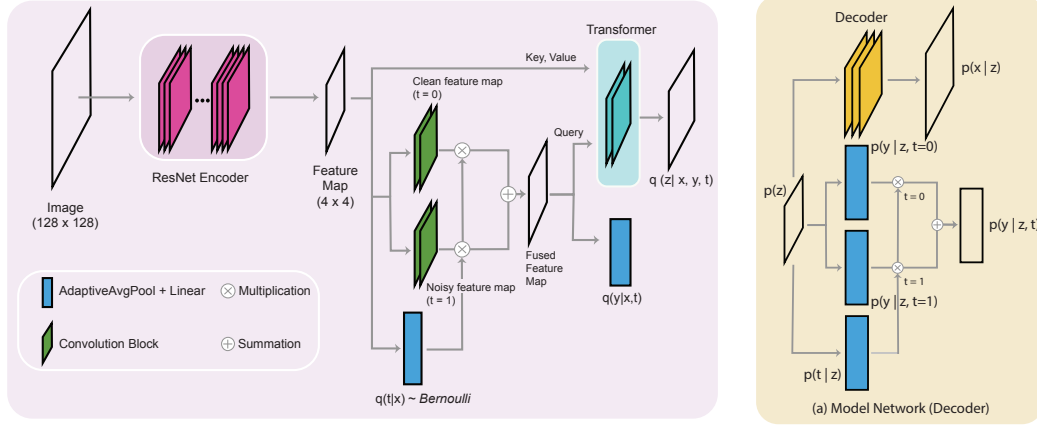 Image
(128 x 128)
ResNet Encoder
...
Feature
Map
(4 x 4)
Key, Value
Transformer
Clean feature map
(t = 0)
Noisy feature map
(t = 1)
Query
Fused
Feature
Map
q (z| x, y, t)
q(y|x,t)
q(t|x) ~ Bernoulli
AdaptiveAvgPool + Linear
Multiplication
Convolution Block
Summation
Decoder
p(x | z)
p(y | z, t=0)
p(z)
t = 0
p(y | z, t)
t = 1
p(y | z, t=1)
p(t | z)
(a) Model Network (Decoder)